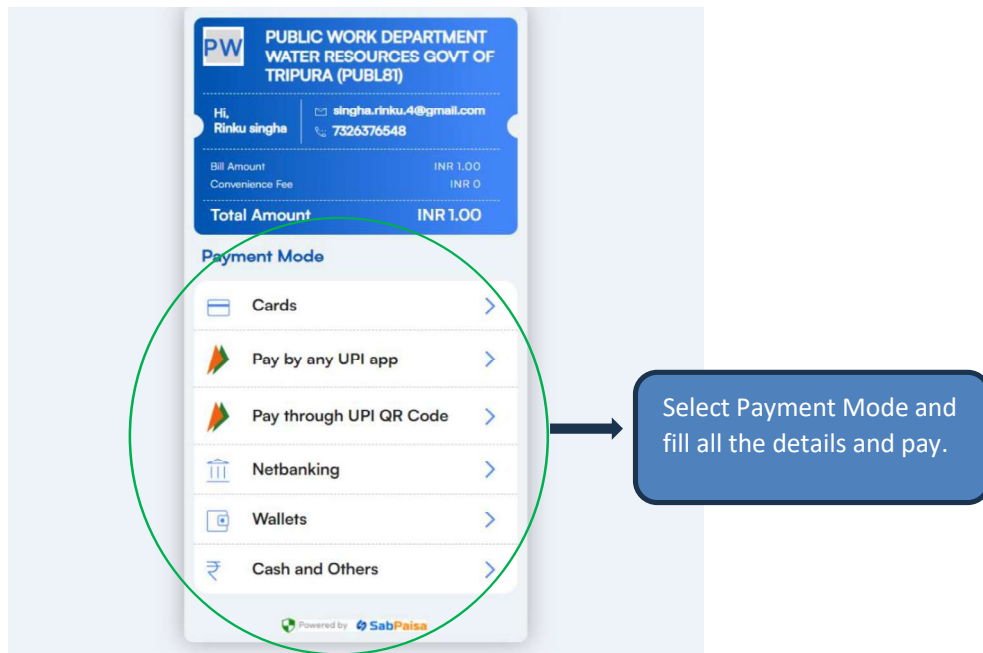 PW
PUBLIC WORK DEPARTMENT
WATER RESOURCES GOVT OF
TRIPURA (PUBL81)
Hi,
Rinku singha
singha.rinku.4@gmail.com
7326376548
Bill Amount INR 1.00
Convenience Fee INR 0
Total Amount INR 1.00
Payment Mode
Cards
Pay by any UPI app
Pay through UPI QR Code
Netbanking
Wallets
Cash and Others
Powered by SabPaisa
Select Payment Mode and
fill all the details and pay.